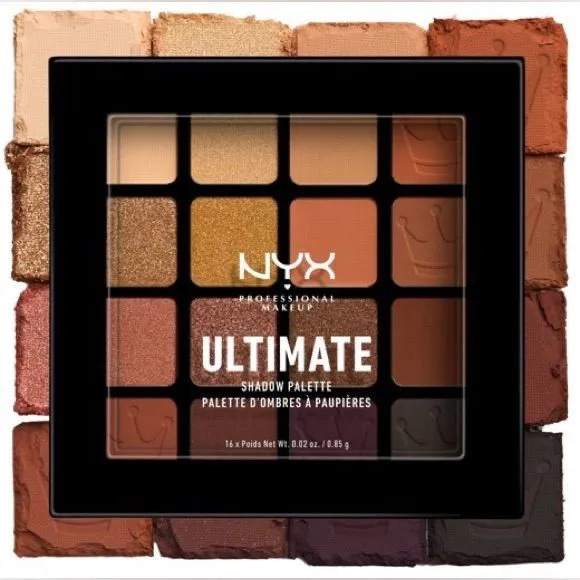 NYX
PROFESSIONAL
MAKEUP
ULTIMATE
SHADOW PALETTE
PALETTE D'OMBRES À PAUPIÈRES
16 x Poids Net Wt. 0.02 oz. / 0.85 g